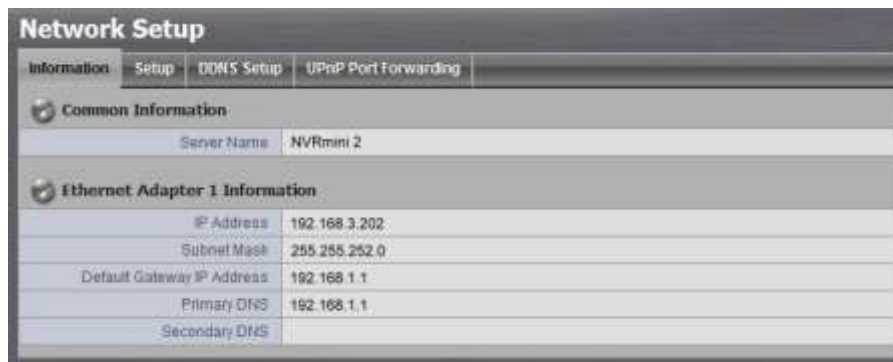 Network Setup
Information Setup DDNS Setup UPnP Port Forwarding
Common Information
Server Name NVRmini 2
Ethernet Adapter 1 Information
IP Address 192.168.3.202
Subnet Mask 255.255.252.0
Default Gateway IP Address 192.168.1.1
Primary DNS 192.168.1.1
Secondary DNS